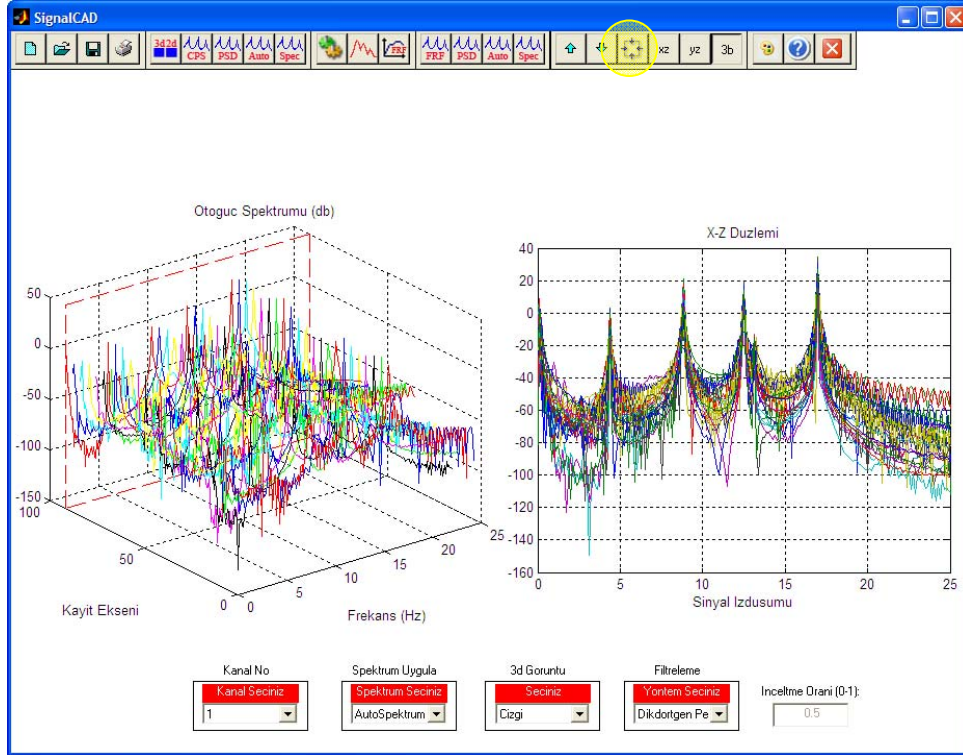 SignalCAD
3d2d CPS PSD Auto Spec FRF FRF PSD Auto Spec xz yz 3b
Otoguc Spektrumu (db)
50
0
-50
-100
-150
100
50
0
0
5
10
15
20
25
Kayit Ekseni
Frekans (Hz)
X-Z Duzlemi
40
20
0
-20
-40
-60
-80
-100
-120
-140
-160
0 5 10 15 20 25
Sinyal Izdusumu
Kanal No
Kanal Seciniz
1
Spektrum Uygula
Spektrum Seciniz
AutoSpektrum
3d Goruntu
Seciniz
Cizgi
Filtreleme
Yontem Seciniz
Dikdortgen Pe
Inceltme Orani (0-1):
0.5